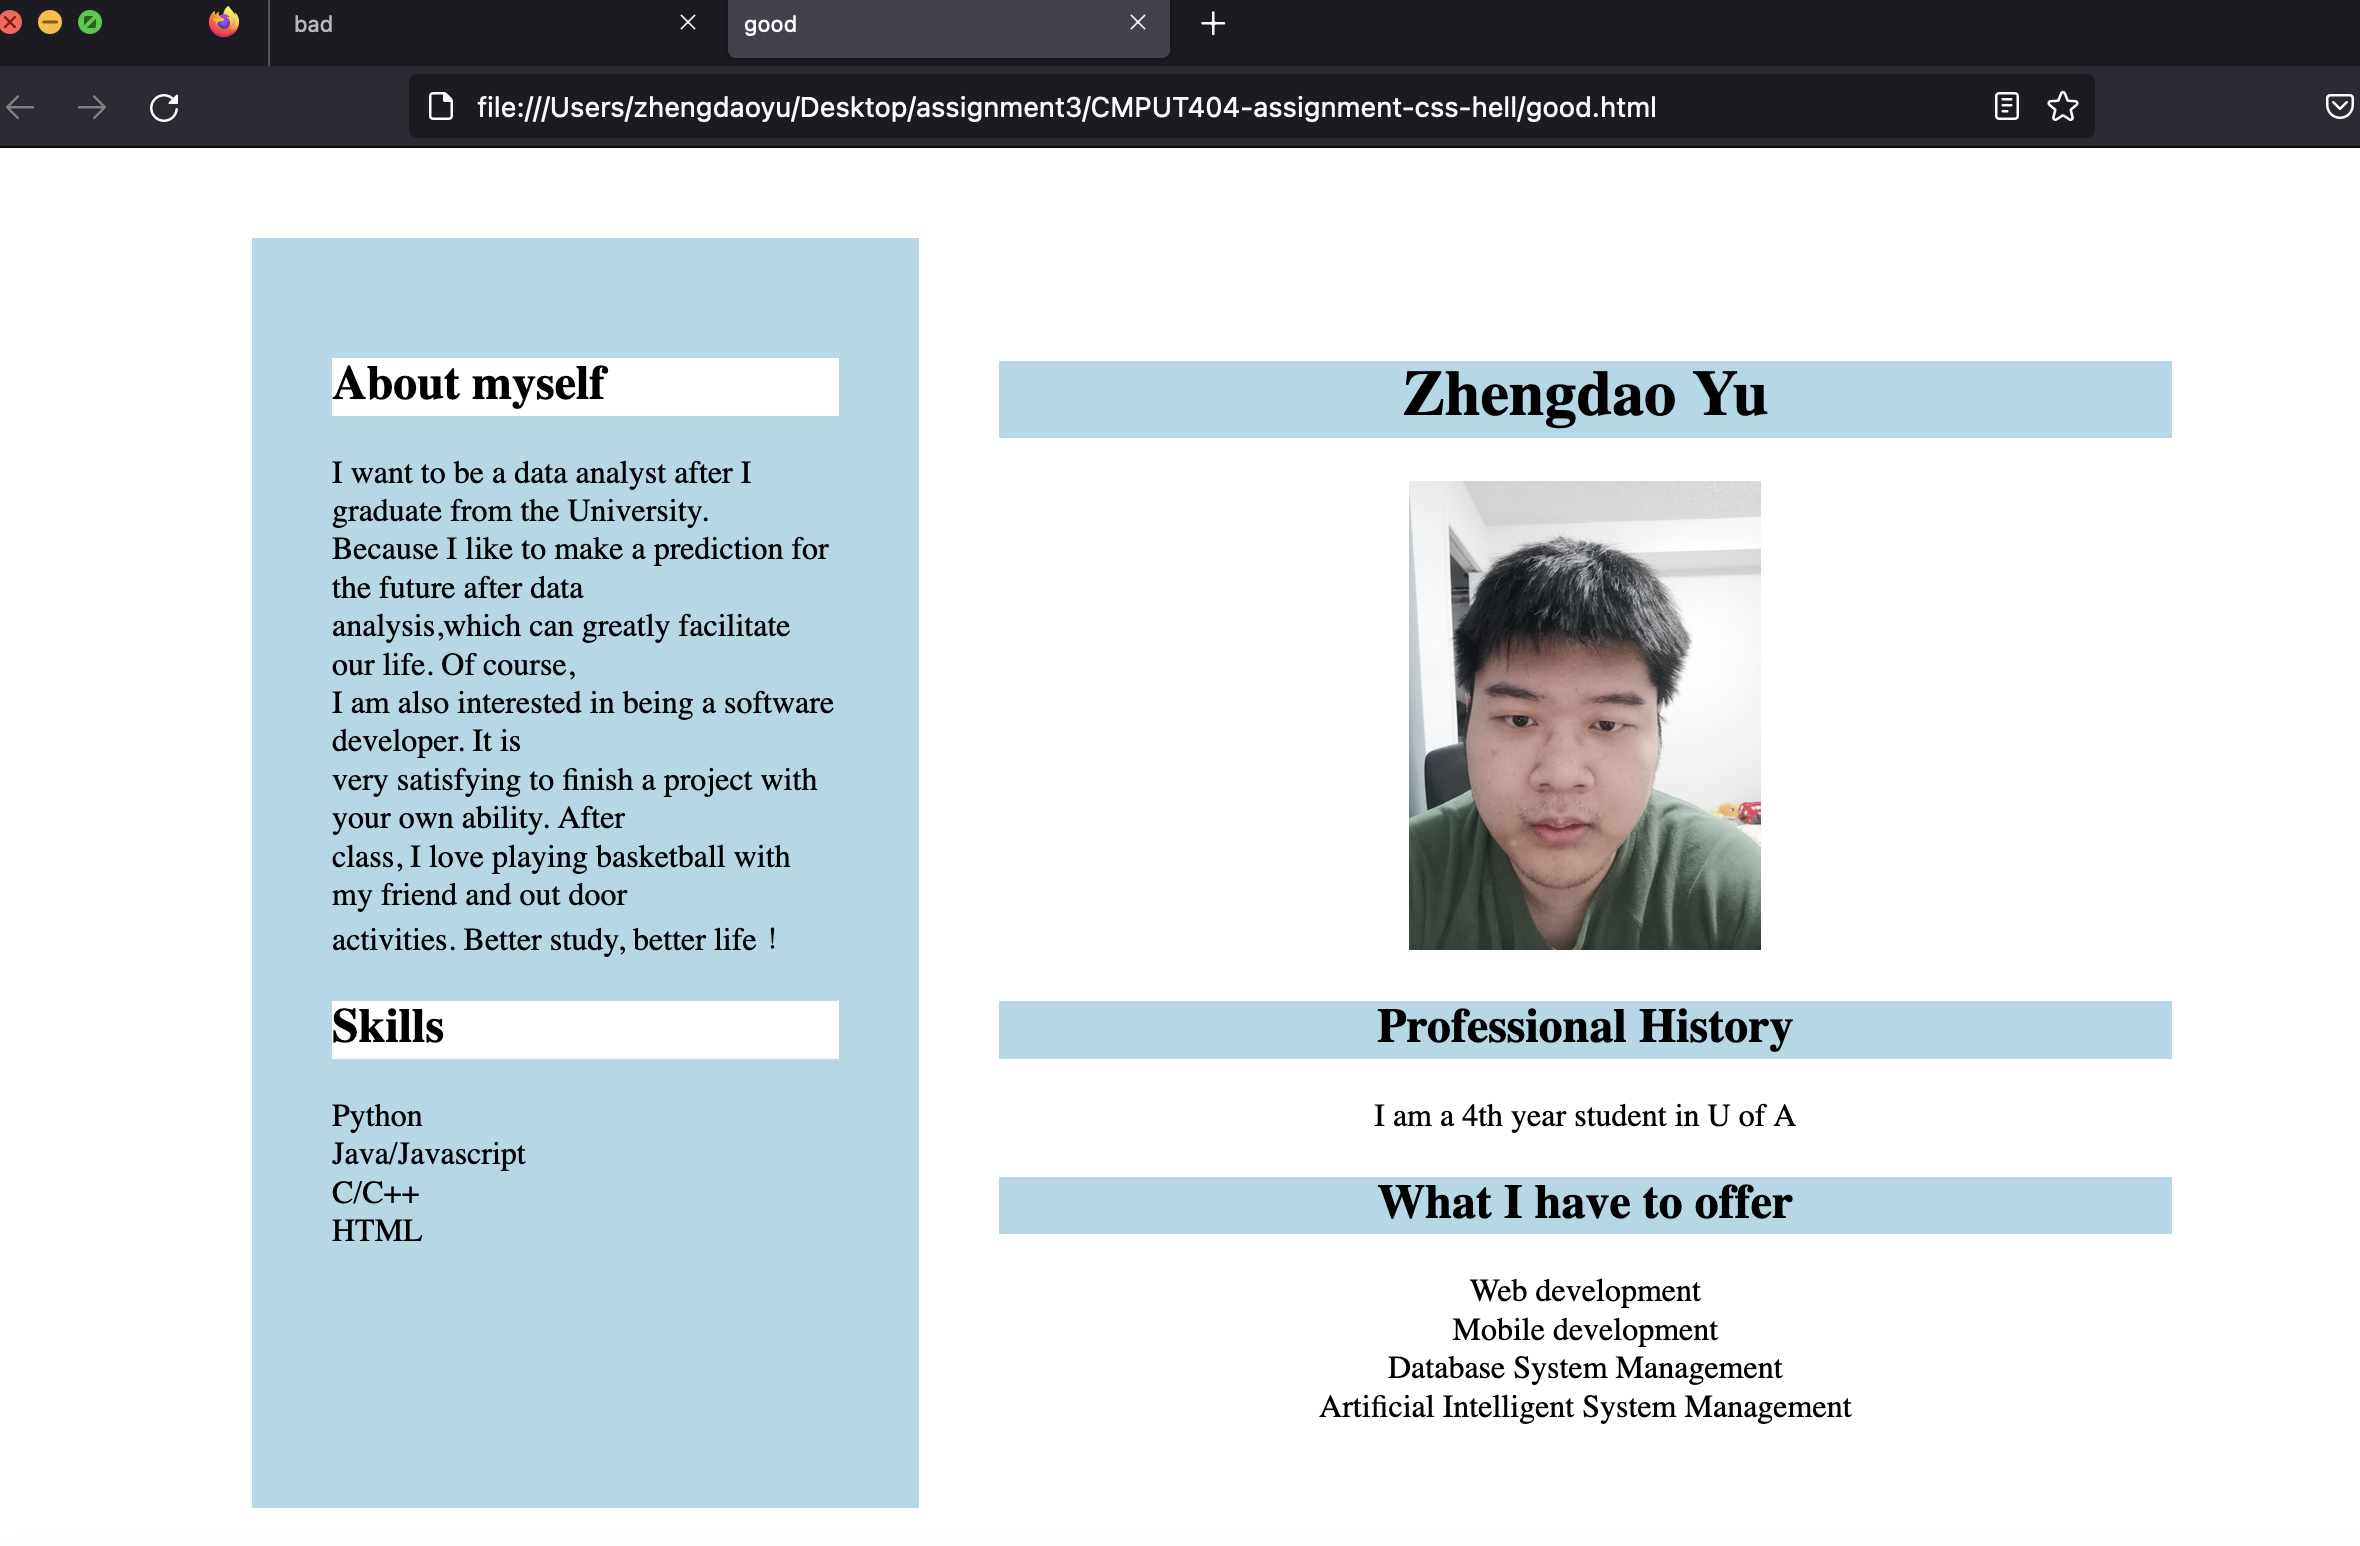 bad
good
file:///Users/zhengdaoyu/Desktop/assignment3/CMPUT404-assignment-css-hell/good.html
About myself
I want to be a data analyst after I
graduate from the University.
Because I like to make a prediction for
the future after data
analysis,which can greatly facilitate
our life. Of course,
I am also interested in being a software
developer. It is
very satisfying to finish a project with
your own ability. After
class, I love playing basketball with
my friend and out door
activities. Better study, better life！
Skills
Python
Java/Javascript
C/C++
HTML
Zhengdao Yu
Professional History
I am a 4th year student in U of A
What I have to offer
Web development
Mobile development
Database System Management
Artificial Intelligent System Management